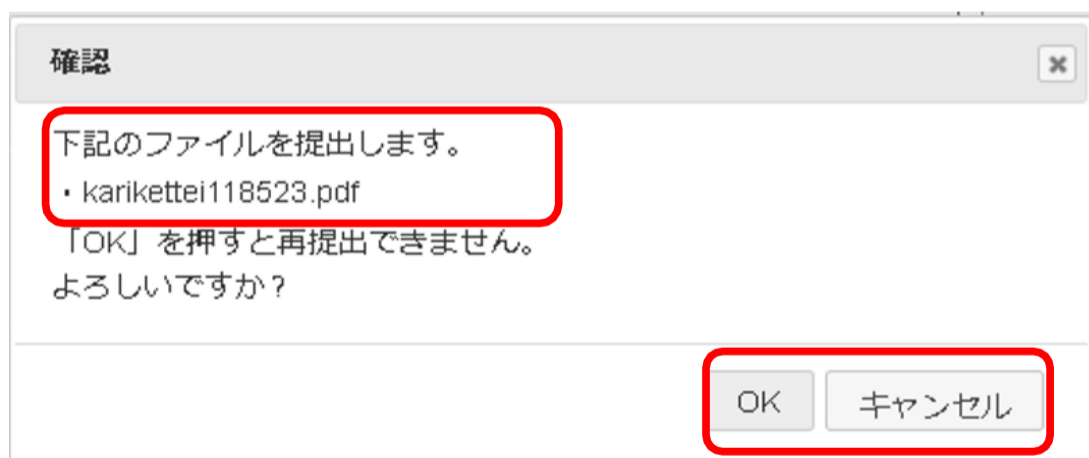 確認
下記のファイルを提出します。
・karikettei118523.pdf
「OK」を押すと再提出できません。
よろしいですか？
OK キャンセル